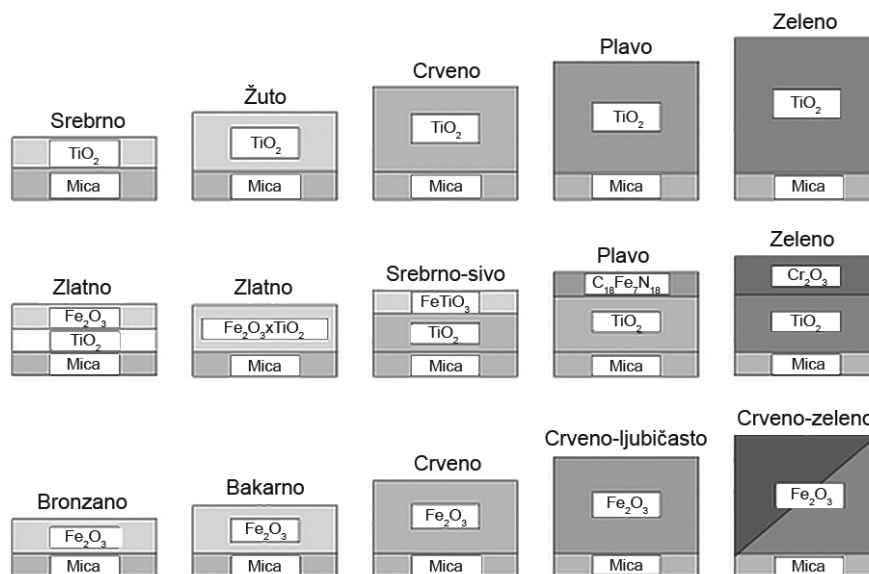 Srebrno
TiO₂
Mica
Žuto
TiO₂
Mica
Crveno
TiO₂
Mica
Plavo
TiO₂
Mica
Zeleno
TiO₂
Mica
Zlatno
Fe₂O₃
TiO₂
Mica
Zlatno
Fe₂O₃xTiO₂
Mica
Srebrno-sivo
FeTiO₃
TiO₂
Mica
Plavo
C₁₈Fe₇N₁₈
TiO₂
Mica
Zeleno
Cr₂O₃
TiO₂
Mica
Bronzano
Fe₂O₃
Mica
Bakarno
Fe₂O₃
Mica
Crveno
Fe₂O₃
Mica
Crveno-ljubičasto
Fe₂O₃
Mica
Crveno-zeleno
Fe₂O₃
Mica